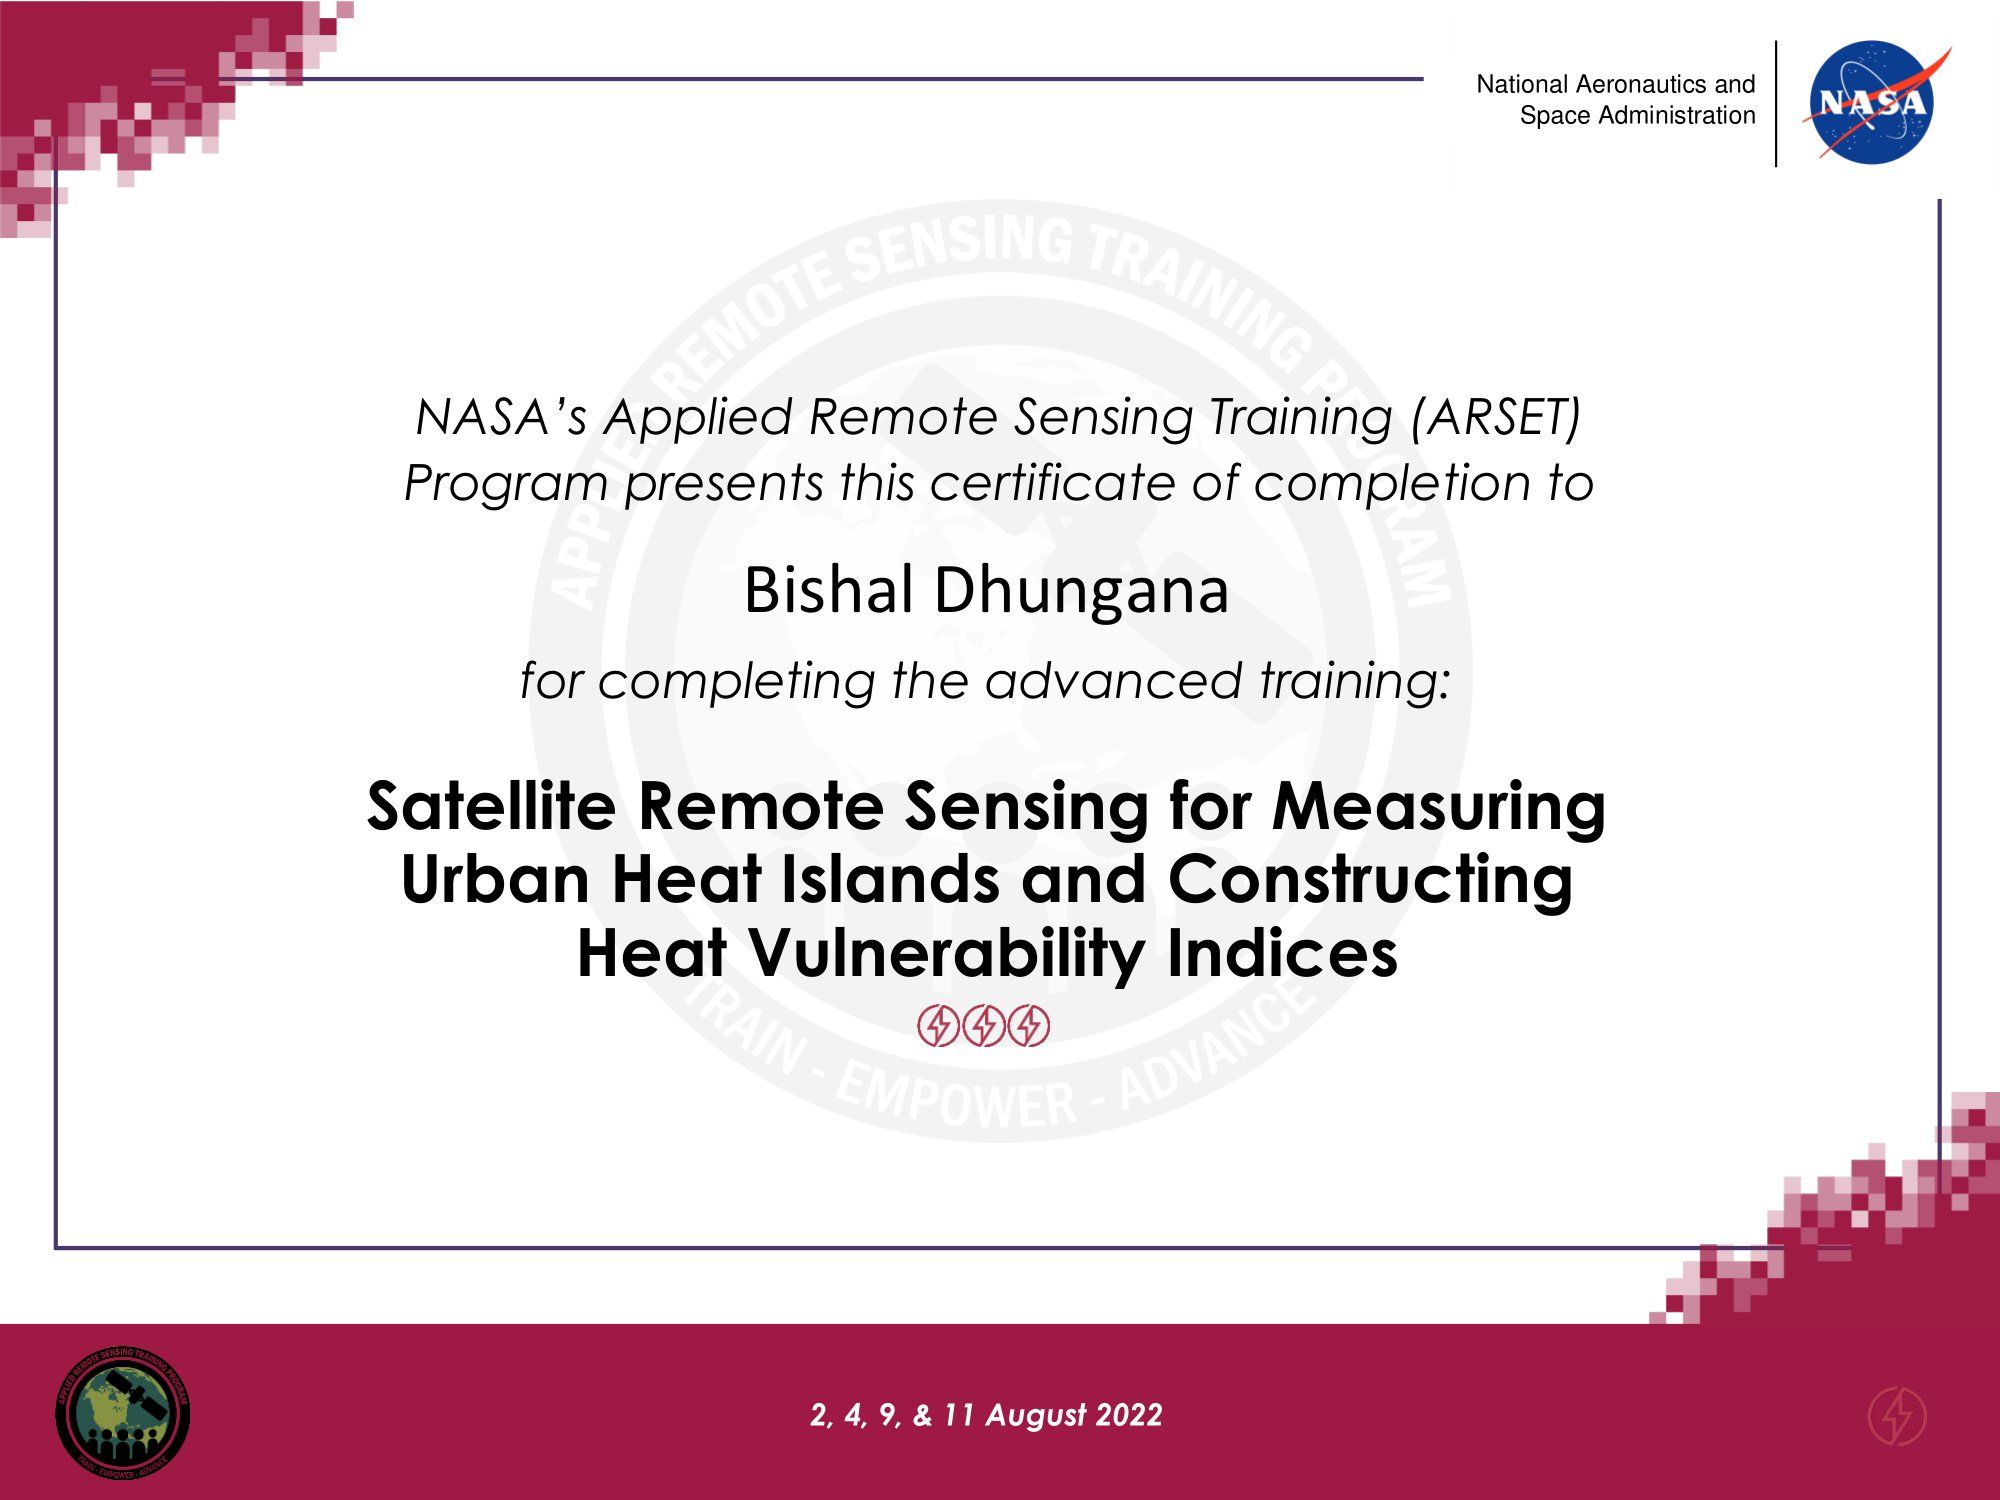 National Aeronautics and
Space Administration
NASA
APPLIED REMOTE SENSING TRAINING PROGRAM
NASA’s Applied Remote Sensing Training (ARSET)
Program presents this certificate of completion to
Bishal Dhungana
for completing the advanced training:
Satellite Remote Sensing for Measuring
Urban Heat Islands and Constructing
Heat Vulnerability Indices
TRAIN - EMPOWER - ADVANCE
APPLIED REMOTE SENSING TRAINING PROGRAM
TRAIN - EMPOWER - ADVANCE
2, 4, 9, & 11 August 2022